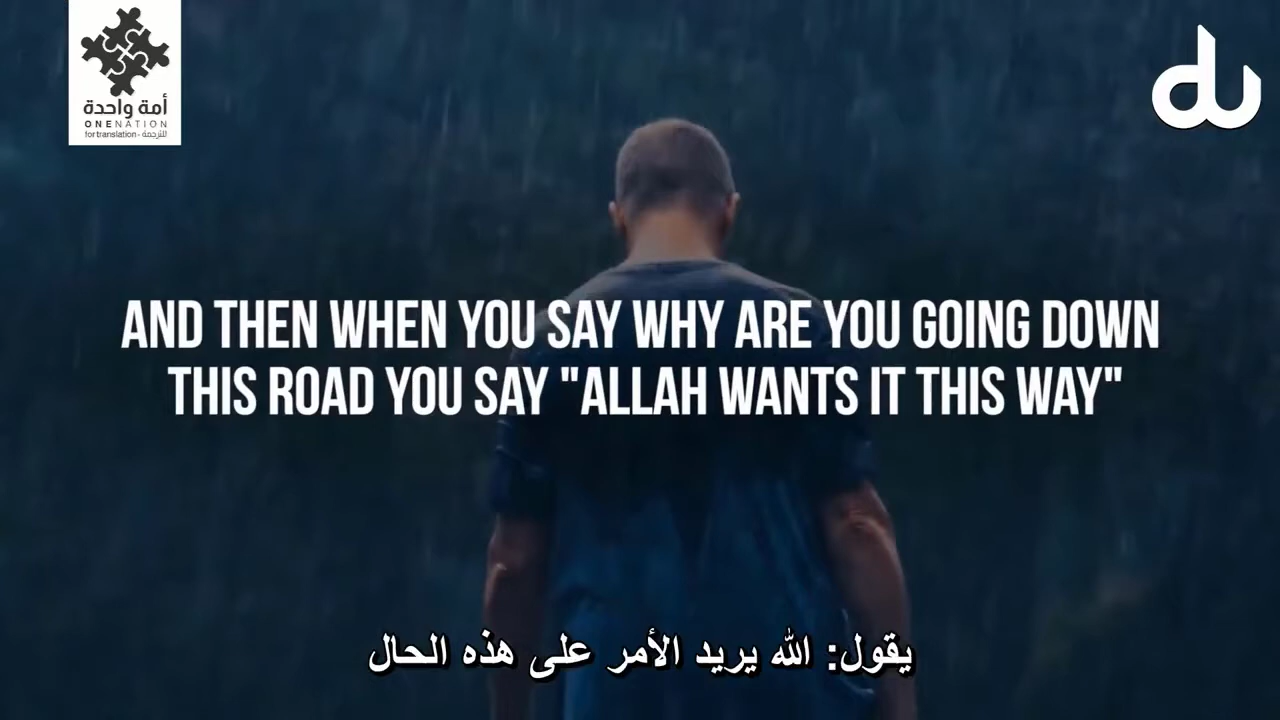 أمة واحدة
ONENATION
for translation - للترجمة
du
AND THEN WHEN YOU SAY WHY ARE YOU GOING DOWN
THIS ROAD YOU SAY "ALLAH WANTS IT THIS WAY"
يقول: الله يريد الأمر على هذه الحال